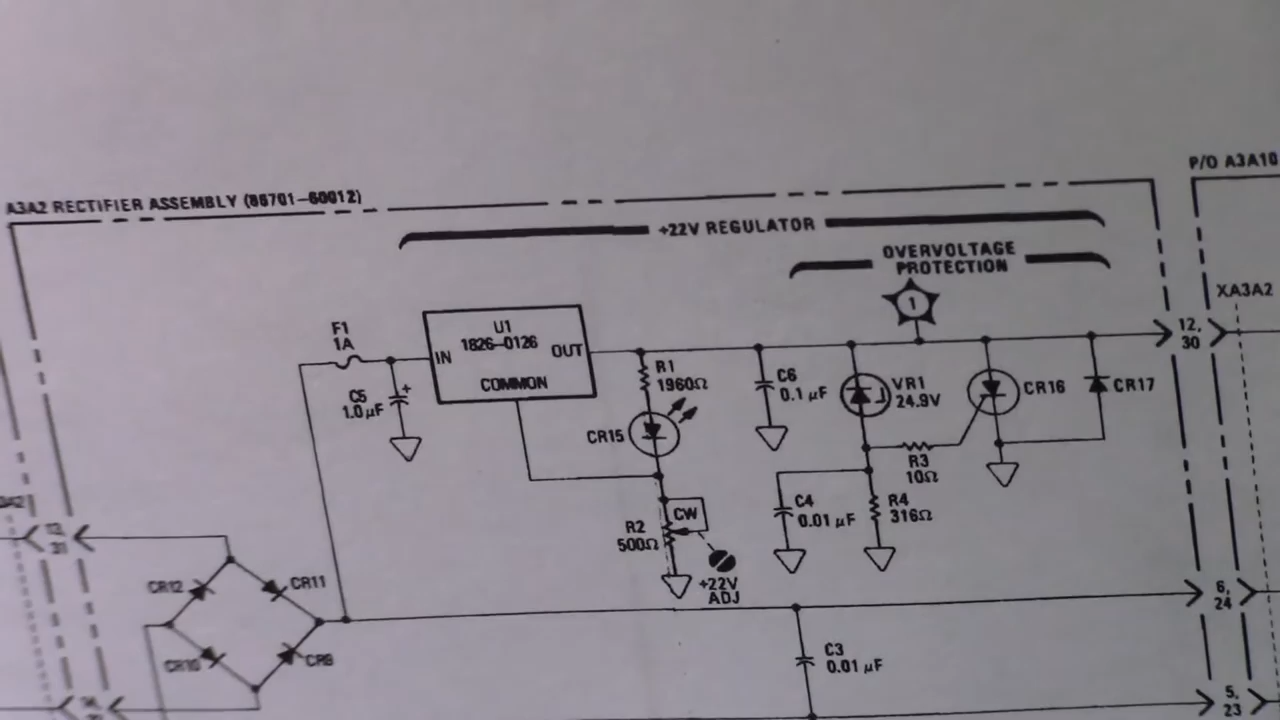 P/O A3A10
A3A2 RECTIFIER ASSEMBLY (86701-60012)
+22V REGULATOR
OVERVOLTAGE
PROTECTION
1
XA3A2
12,
30
F1
1A
U1
1826-0126
IN
OUT
COMMON
C5
1.0 µF
+
R1
1960Ω
CR15
C6
0.1 µF
VR1
24.9V
CR16
CR17
R3
10Ω
C4
0.01 µF
R4
316Ω
R2
500Ω
CW
+22V
ADJ
31
CR12
CR11
CR10
CR9
6,
24
C3
0.01 µF
5,
23